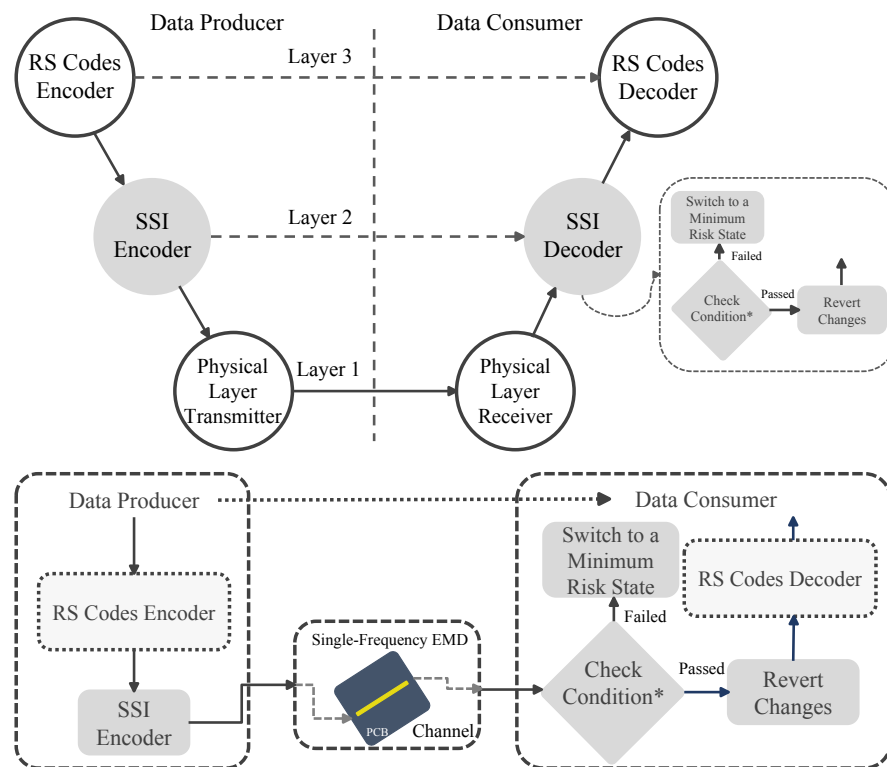 Data Producer
Data Consumer
RS Codes
Encoder
Layer 3
RS Codes
Decoder
SSI
Encoder
Layer 2
SSI
Decoder
Switch to a
Minimum
Risk State
Failed
Check
Condition*
Passed
Revert
Changes
Physical
Layer
Transmitter
Layer 1
Physical
Layer
Receiver
Data Producer
Data Consumer
Switch to a
Minimum
Risk State
RS Codes Encoder
RS Codes Decoder
Failed
Single-Frequency EMD
PCB
Channel
Check
Condition*
Passed
Revert
Changes
SSI
Encoder